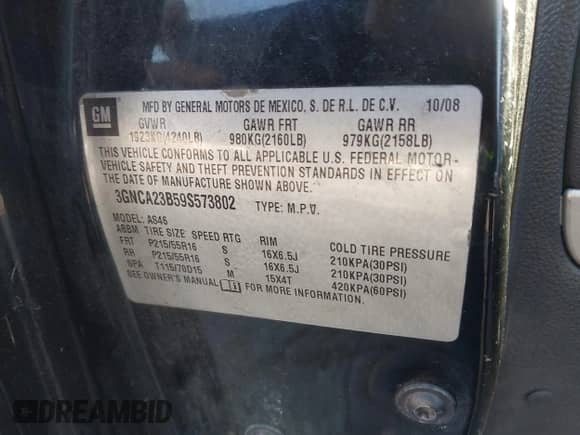 GM
MFD BY GENERAL MOTORS DE MEXICO, S. DE R.L. DE C.V. 10/08
GVWR GAWR FRT GAWR RR
1923KG(4240LB) 980KG(2160LB) 979KG(2158LB)
THIS VEHICLE CONFORMS TO ALL APPLICABLE U.S. FEDERAL MOTOR-
VEHICLE SAFETY AND THEFT PREVENTION STANDARDS IN EFFECT ON
THE DATE OF MANUFACTURE SHOWN ABOVE.
3GNCA23B59S573802 TYPE: M.P.V.
MODEL: AS46
ABBM TIRE SIZE SPEED RTG RIM COLD TIRE PRESSURE
FRT P215/55R16 S 16X6.5J 210KPA(30PSI)
RR P215/55R16 S 16X6.5J 210KPA(30PSI)
SPA T115/70D15 M 15X4T 420KPA(60PSI)
SEE OWNER'S MANUAL FOR MORE INFORMATION.
DREAMBID